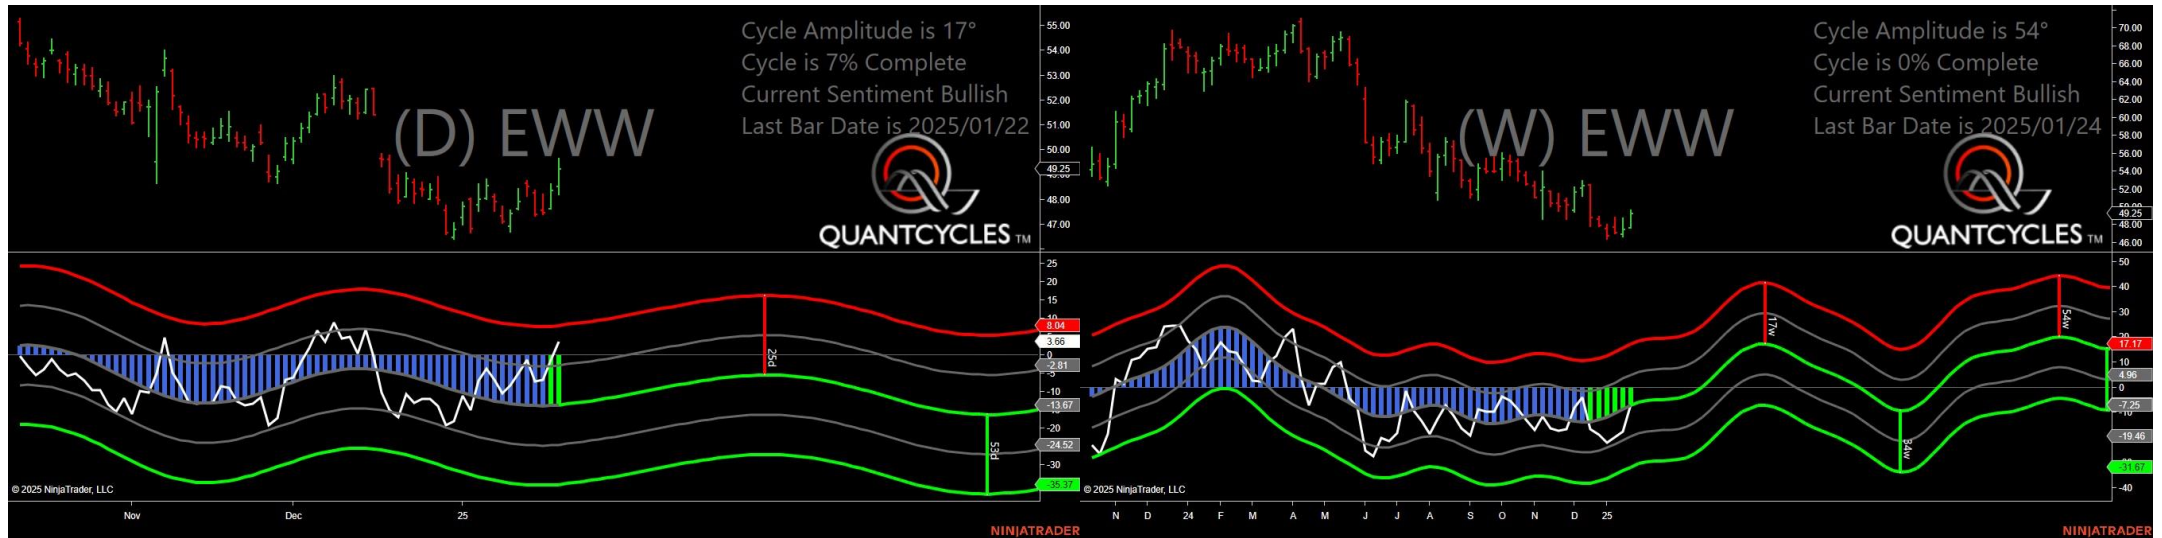 Cycle Amplitude is 17°
Cycle is 7% Complete
Current Sentiment Bullish
Last Bar Date is 2025/01/22
(D) EWW
QUANTCYCLES TM
55.00
54.00
53.00
52.00
51.00
50.00
49.25
48.00
47.00
25
20
15
8.04
3.66
0
-2.81
-10
-13.67
-20
-24.52
-30
-35.37
25d
53d
© 2025 NinjaTrader, LLC
Nov
Dec
25
NINJATRADER
Cycle Amplitude is 54°
Cycle is 0% Complete
Current Sentiment Bullish
Last Bar Date is 2025/01/24
(W) EWW
QUANTCYCLES TM
70.00
68.00
66.00
64.00
62.00
60.00
58.00
56.00
54.00
52.00
49.25
48.00
46.00
50
40
30
20
17.17
10
4.96
0
-7.25
-19.46
-31.67
-40
17w
34w
54w
© 2025 NinjaTrader, LLC
N D 24 F M A M J J A S O N D 25
NINJATRADER